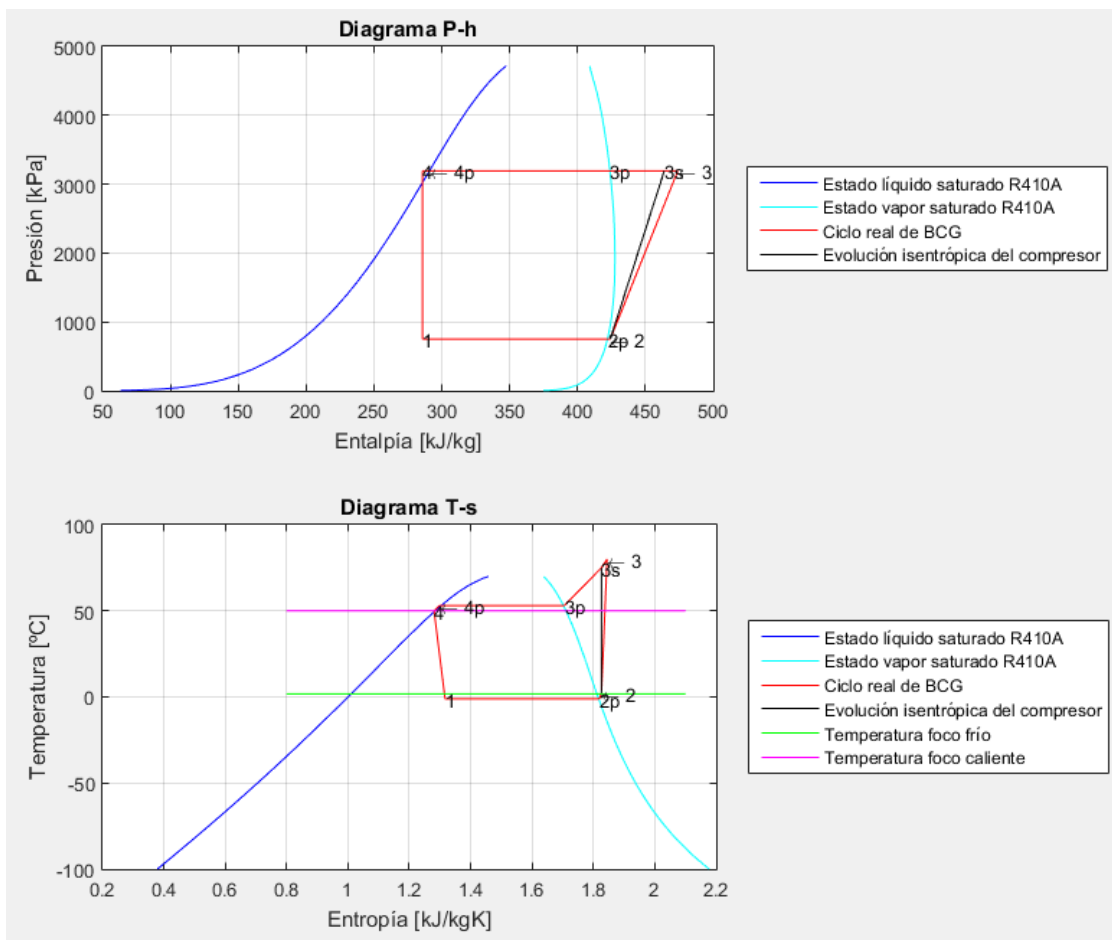 Diagrama P-h
5000
4000
3000
2000
1000
0
Presión [kPa]
4
4p
3p
3s
3
1
2p
2
50 100 150 200 250 300 350 400 450 500
Entalpía [kJ/kg]
Estado líquido saturado R410A
Estado vapor saturado R410A
Ciclo real de BCG
Evolución isentrópica del compresor
Diagrama T-s
100
50
0
-50
-100
Temperatura [ºC]
3
3s
4
4p
3p
1
2p
2
0.2 0.4 0.6 0.8 1 1.2 1.4 1.6 1.8 2 2.2
Entropía [kJ/kgK]
Estado líquido saturado R410A
Estado vapor saturado R410A
Ciclo real de BCG
Evolución isentrópica del compresor
Temperatura foco frío
Temperatura foco caliente